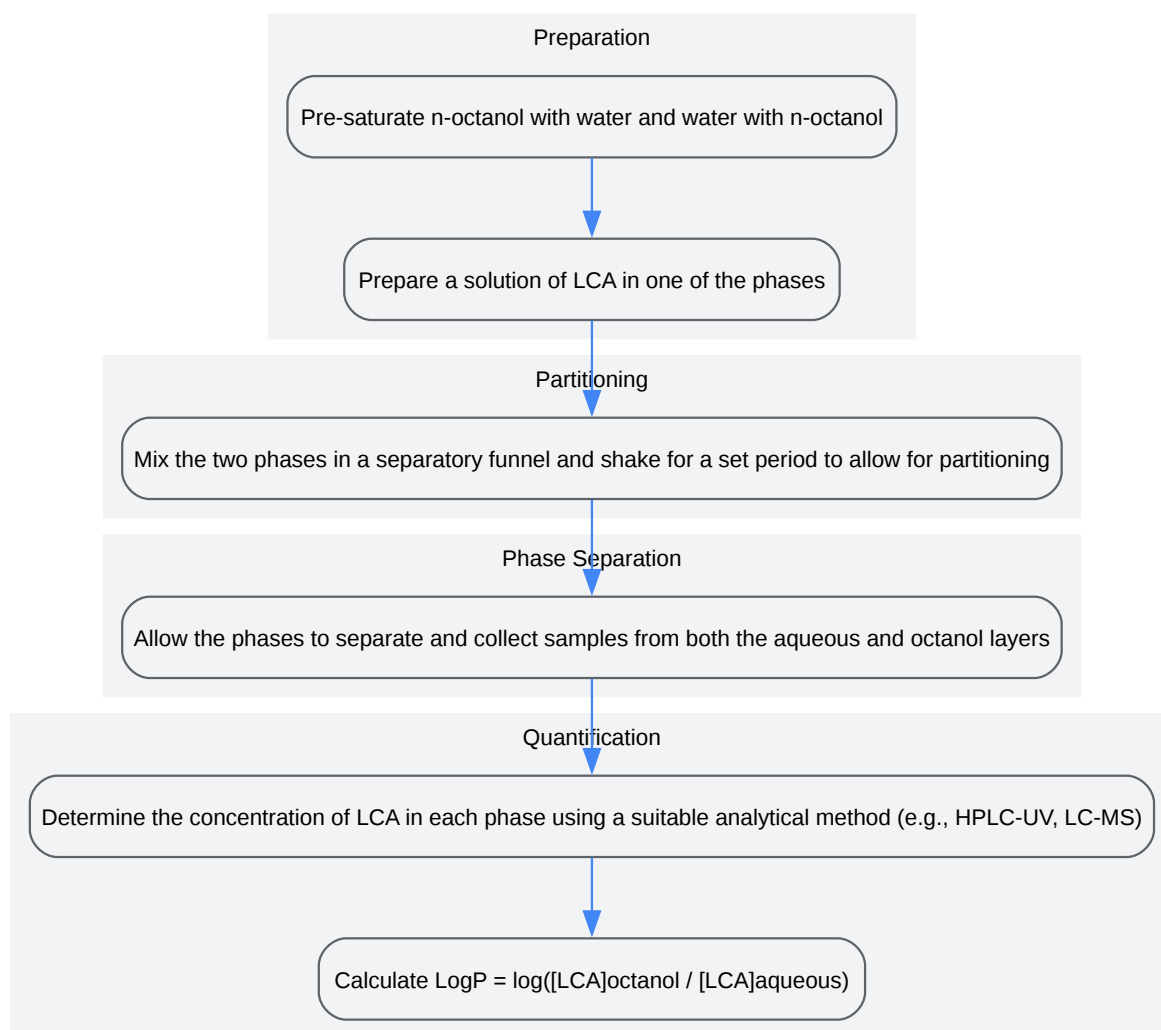 Preparation
Pre-saturate n-octanol with water and water with n-octanol
Prepare a solution of LCA in one of the phases
Partitioning
Mix the two phases in a separatory funnel and shake for a set period to allow for partitioning
Phase Separation
Allow the phases to separate and collect samples from both the aqueous and octanol layers
Quantification
Determine the concentration of LCA in each phase using a suitable analytical method (e.g., HPLC-UV, LC-MS)
Calculate LogP = log([LCA]octanol / [LCA]aqueous)